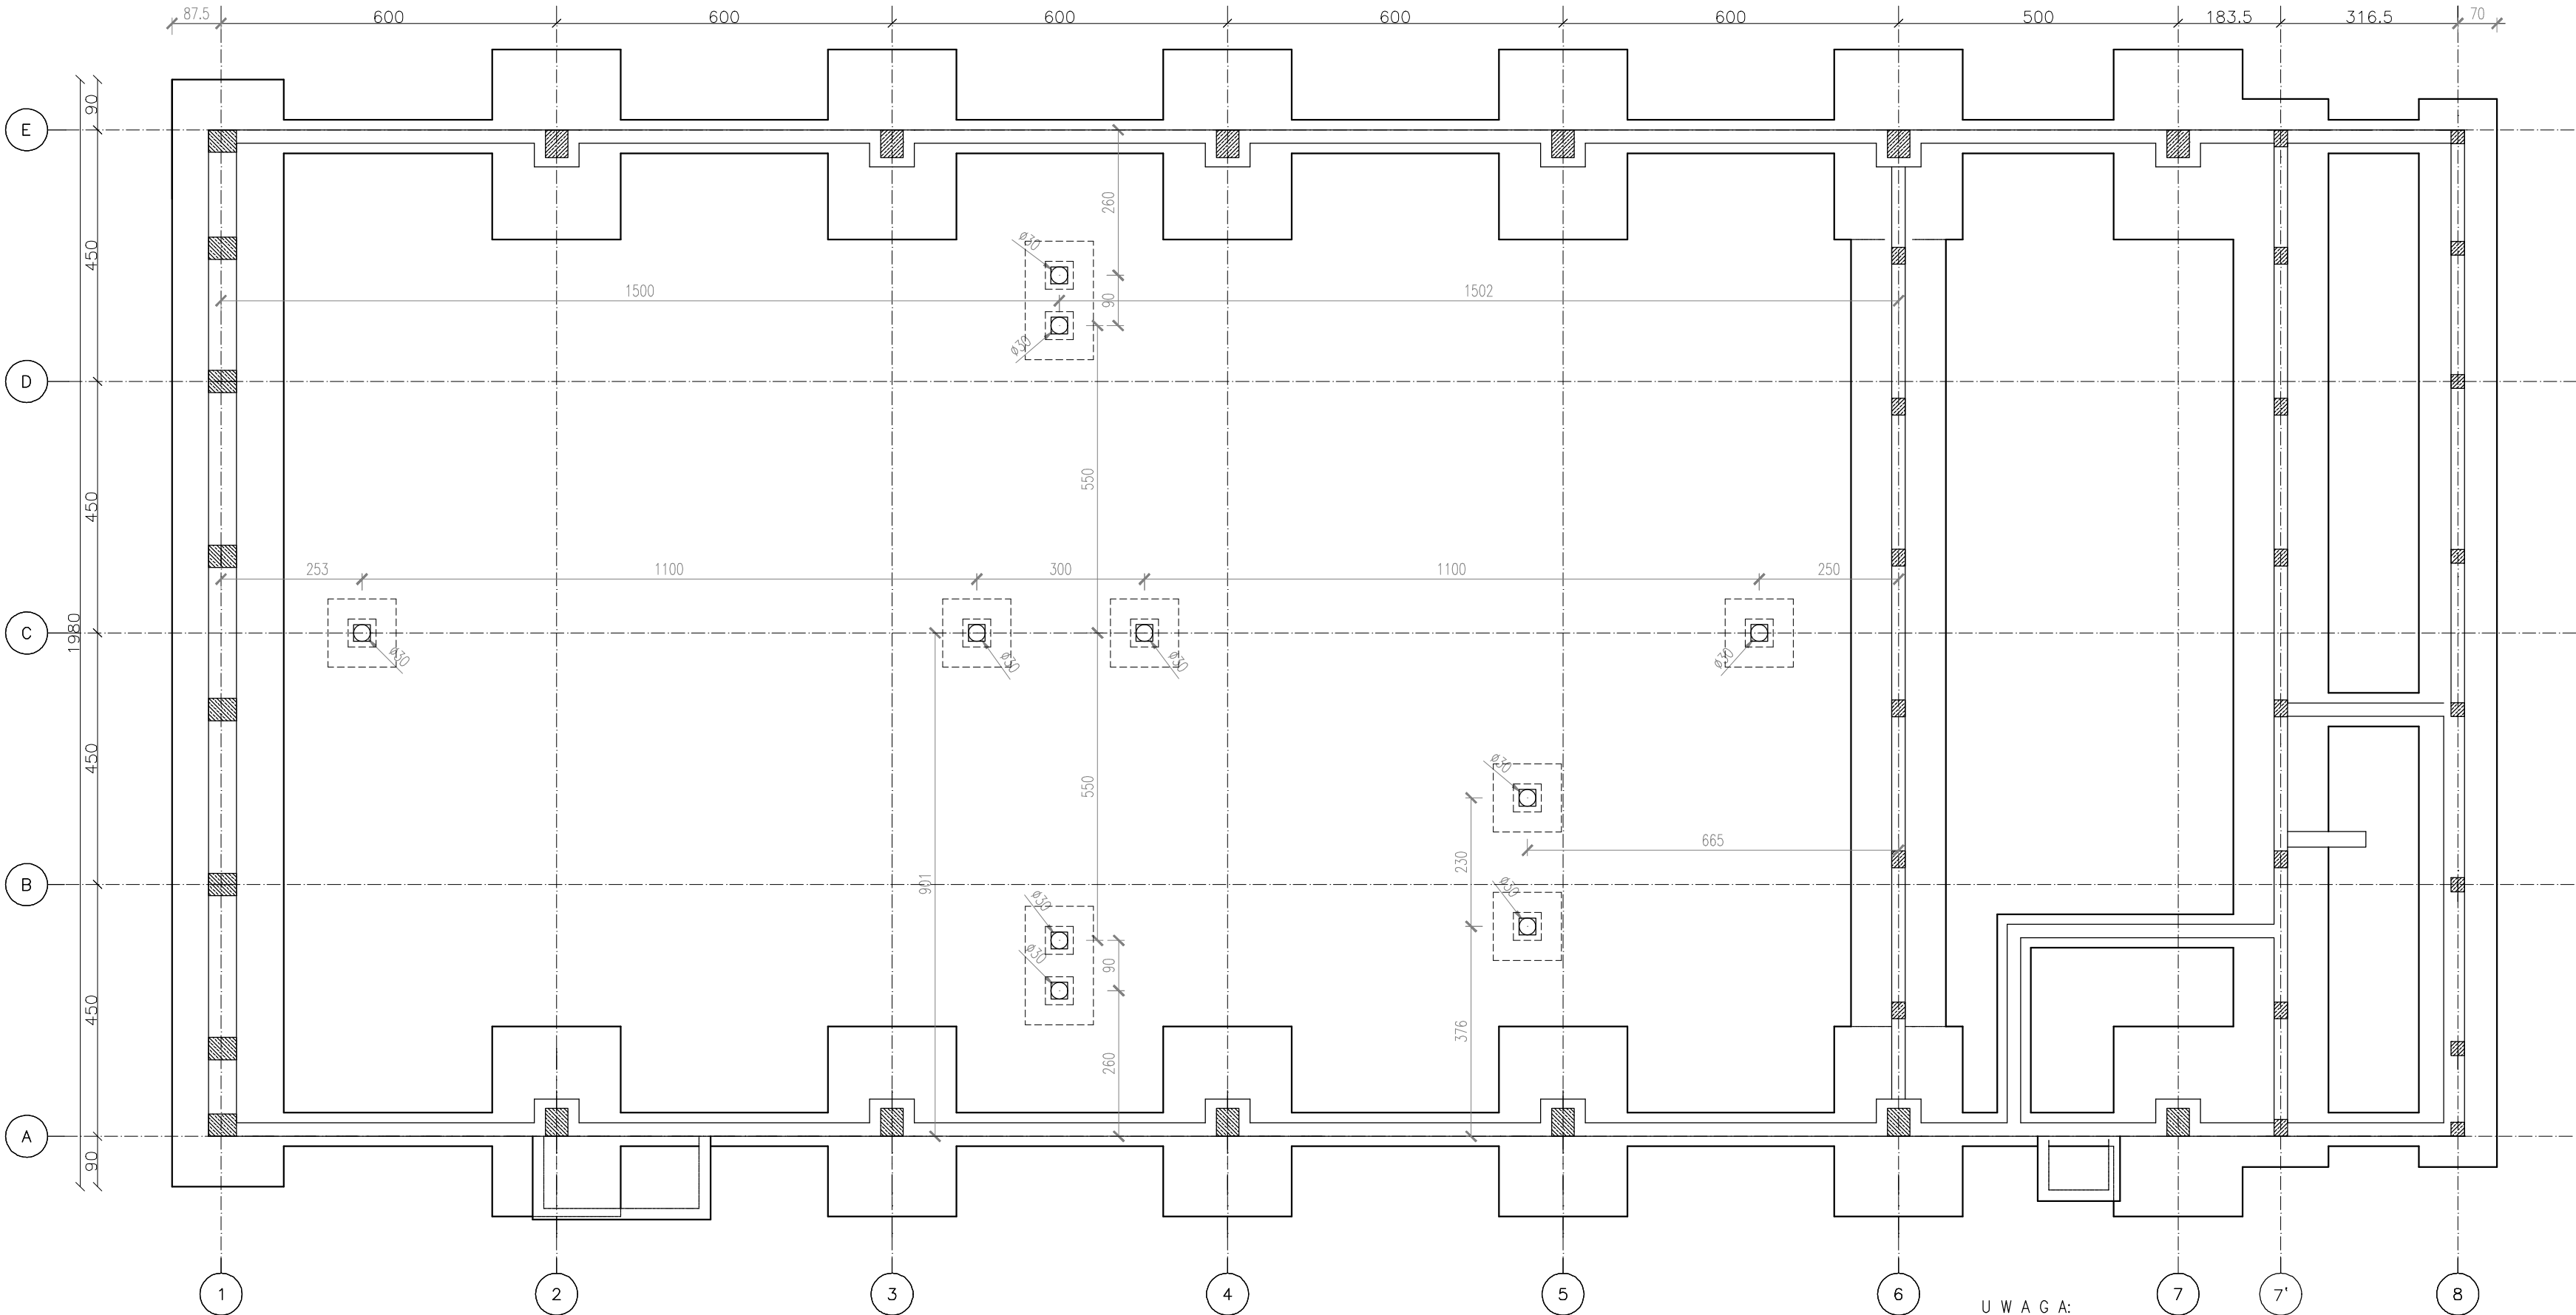 87.5 600 600 600 600 600 500 183.5 316.5 70
90
E
260
450
ø30
1500 90 1502
ø30
D
450 550
253 1100 300 1100 250
C
1980
ø30 ø30 ø30 ø30
450 550 ø30
665
230
B 901
ø30 ø30
ø30
90
450 376
260
A
90
1 2 3 4 5 6 7 7' 8
U W A G A: